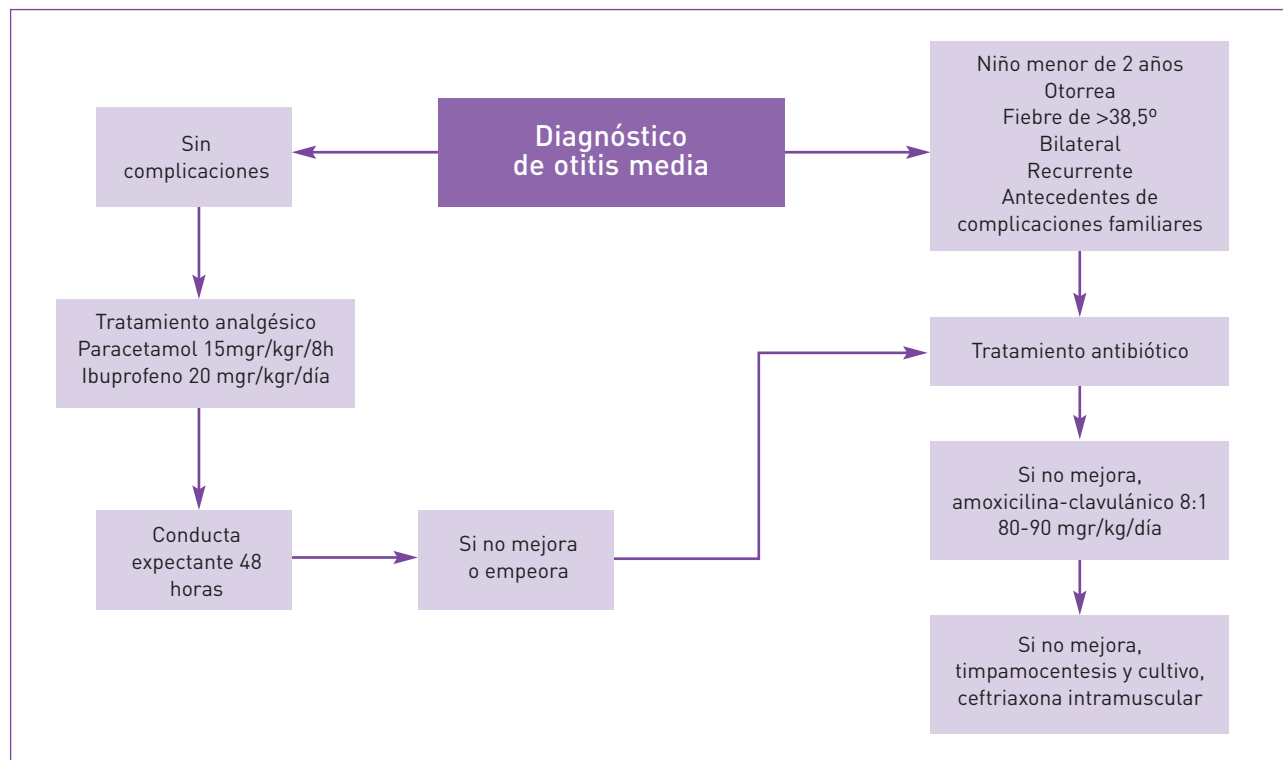 Diagnóstico
de otitis media
Sin
complicaciones
Tratamiento analgésico
Paracetamol 15mgr/kgr/8h
Ibuprofeno 20 mgr/kgr/día
Conducta
expectante 48
horas
Si no mejora
o empeora
Niño menor de 2 años
Otorrea
Fiebre de >38,5º
Bilateral
Recurrente
Antecedentes de
complicaciones familiares
Tratamiento antibiótico
Si no mejora,
amoxicilina-clavulánico 8:1
80-90 mgr/kg/día
Si no mejora,
timpamocentesis y cultivo,
ceftriaxona intramuscular